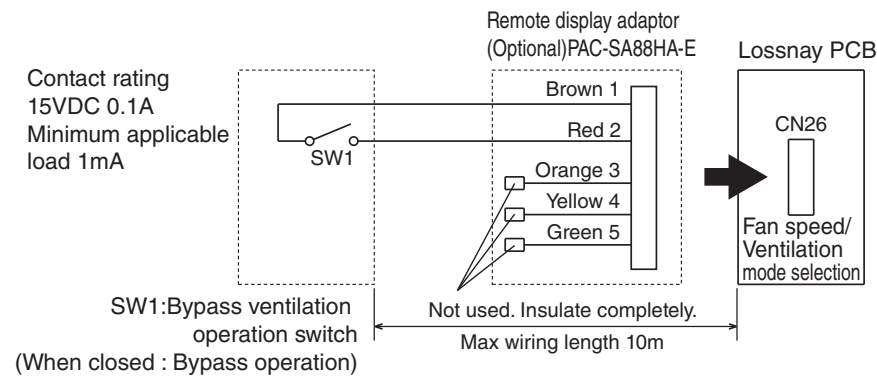 Remote display adaptor
(Optional)PAC-SA88HA-E
Lossnay PCB
Contact rating
15VDC 0.1A
Minimum applicable
load 1mA
SW1
Brown 1
Red 2
Orange 3
Yellow 4
Green 5
CN26
Fan speed/
Ventilation
mode selection
SW1:Bypass ventilation
operation switch
(When closed : Bypass operation)
Not used. Insulate completely.
Max wiring length 10m